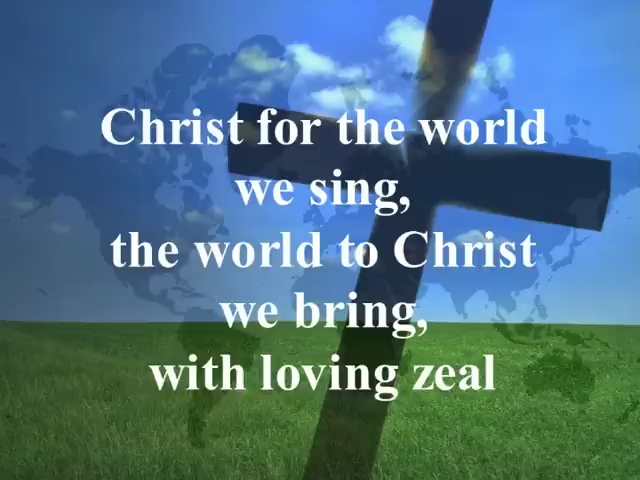 Christ for the world
we sing,
the world to Christ
we bring,
with loving zeal